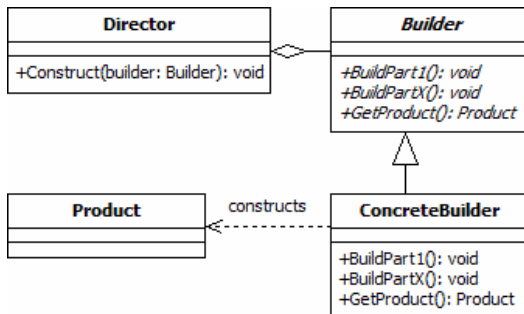 Director
+Construct(builder: Builder): void
Builder
+BuildPart1(): void
+BuildPartX(): void
+GetProduct(): Product
Product
constructs
ConcreteBuilder
+BuildPart1(): void
+BuildPartX(): void
+GetProduct(): Product